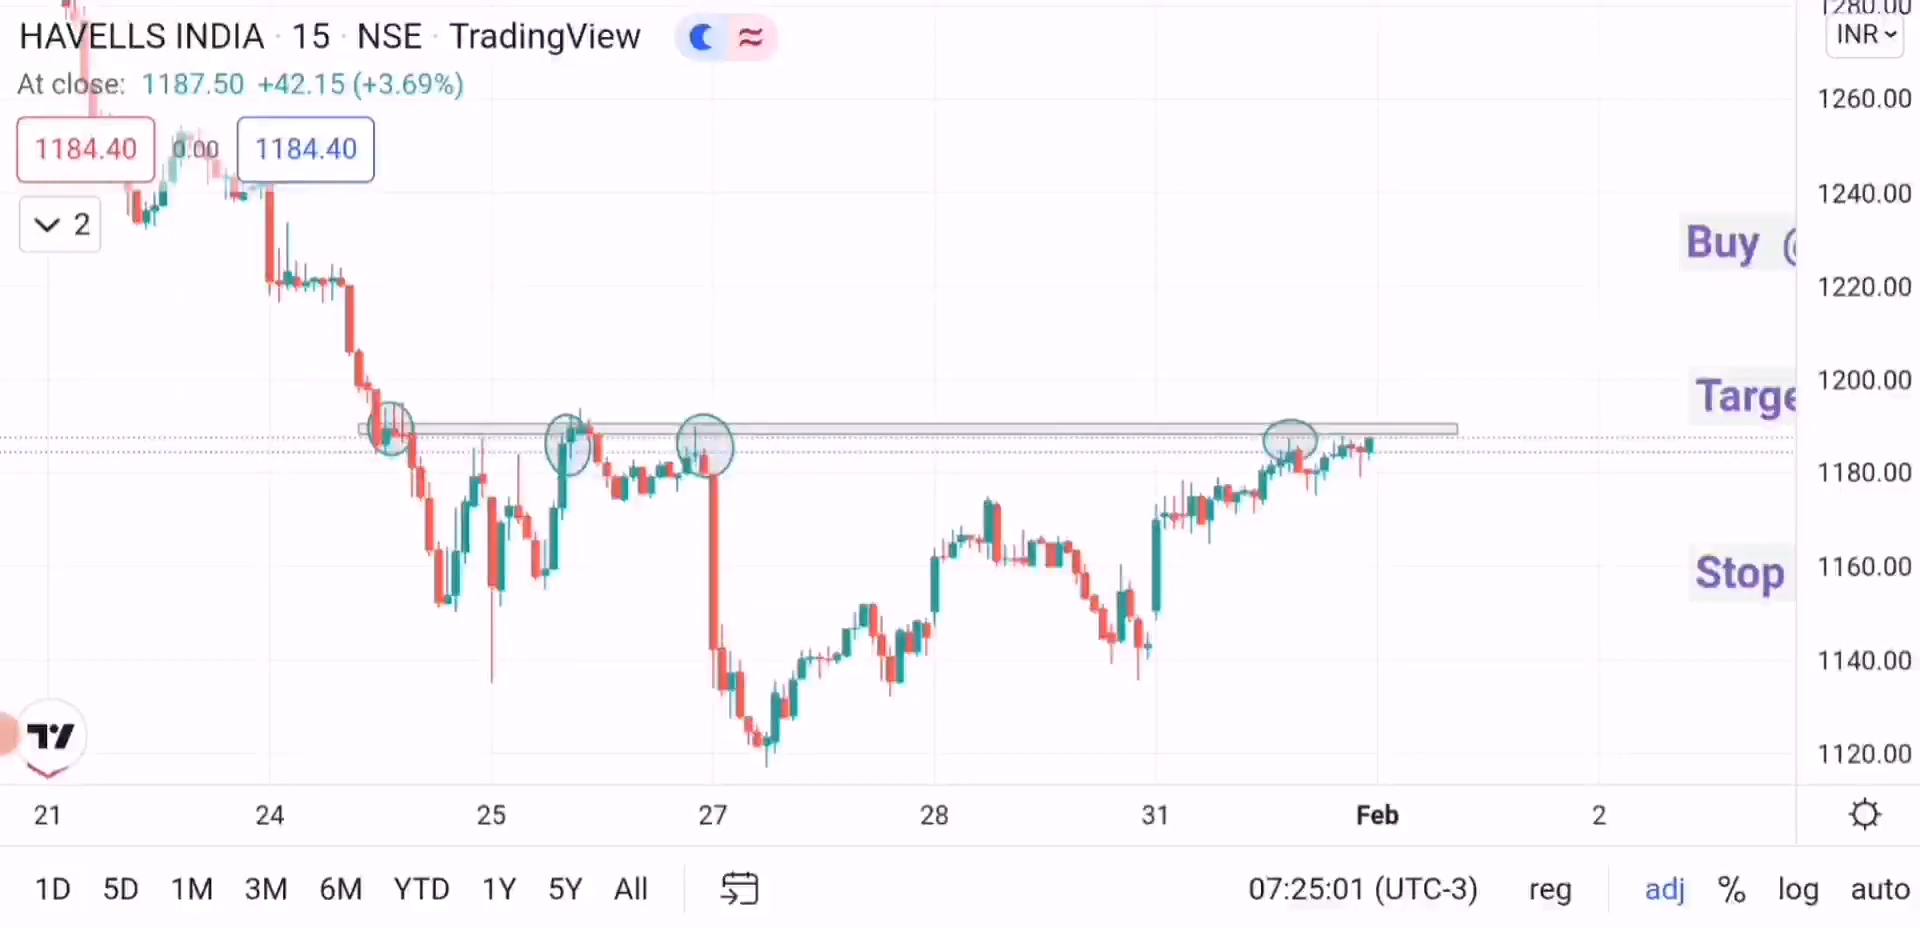 HAVELLS INDIA · 15 · NSE · TradingView
At close: 1187.50 +42.15 (+3.69%)
1184.40 0.00 1184.40
2
1280.00
INR
1260.00
1240.00
1220.00
1200.00
1180.00
1160.00
1140.00
1120.00
Buy
Targe
Stop
21 24 25 27 28 31 Feb 2
1D 5D 1M 3M 6M YTD 1Y 5Y All
07:25:01 (UTC-3) reg adj % log auto